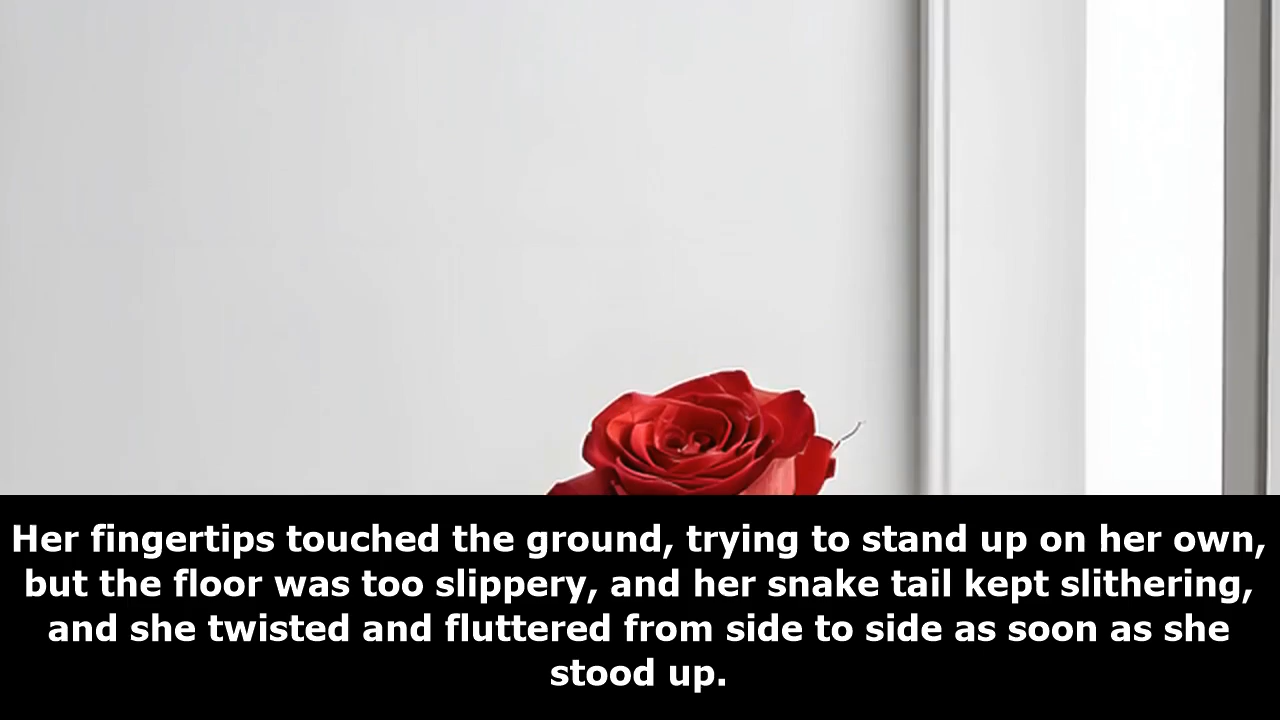 Her fingertips touched the ground, trying to stand up on her own,
but the floor was too slippery, and her snake tail kept slithering,
and she twisted and fluttered from side to side as soon as she
stood up.